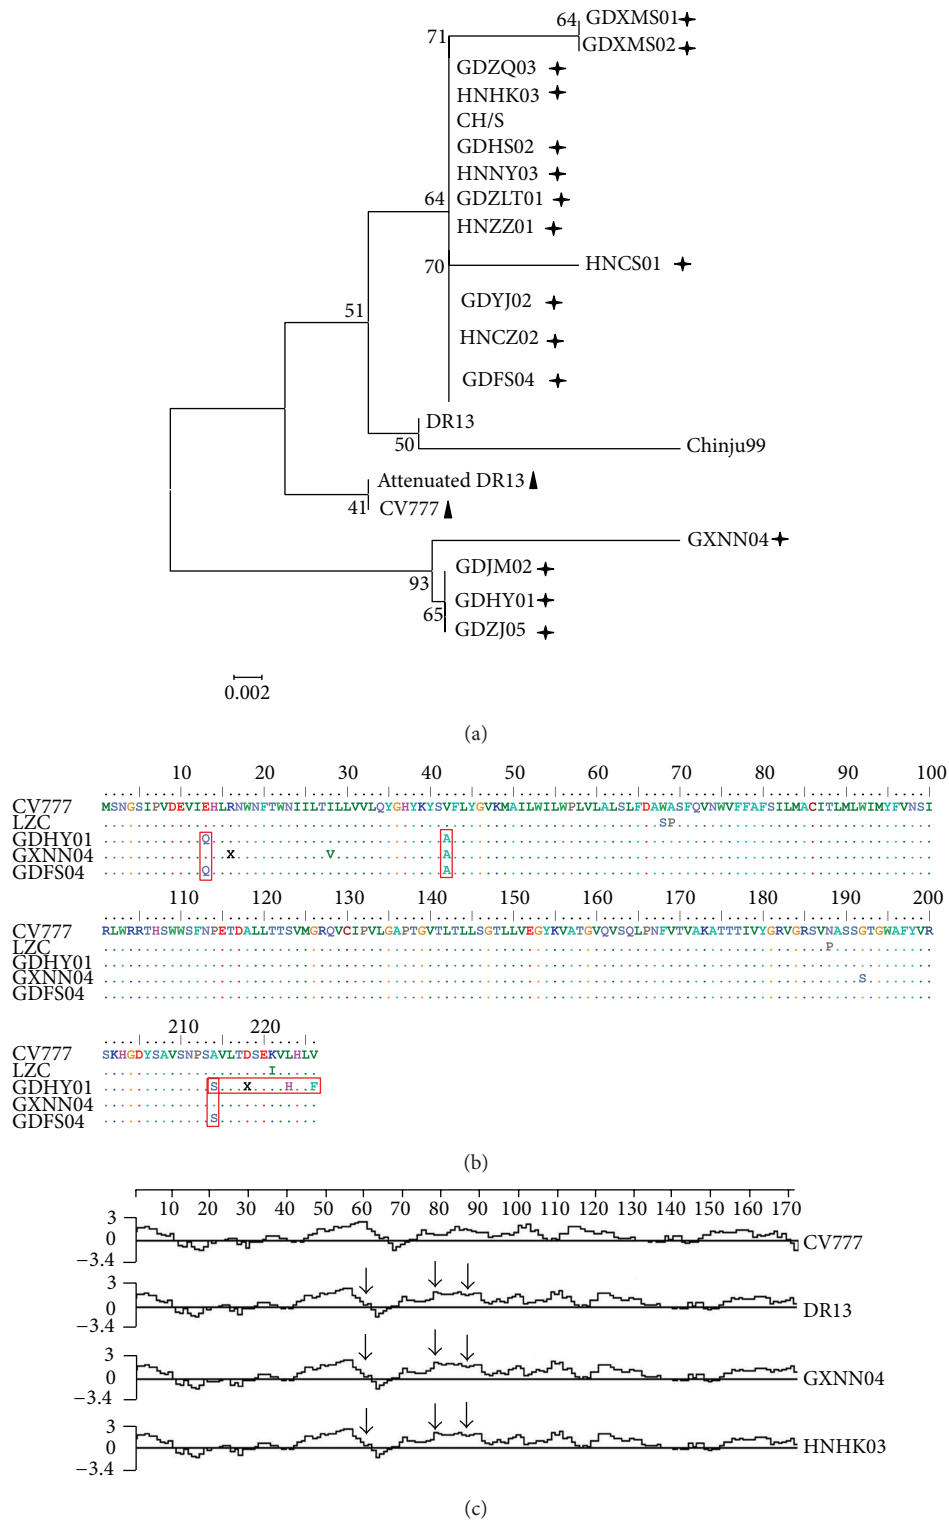 64 GDXMS01
GDXMS02
71
GDZQ03
HNHK03
CH/S
GDHS02
HNNY03
64 GDZLT01
HNZZ01
70 HNCS01
GDYJ02
51
HNCZ02
GDFS04
DR13
50 Chinju99
Attenuated DR13
41 CV777
GXNN04
GDJM02
93
GDHY01
65
GDZJ05
0.002
(a)
10 20 30 40 50 60 70 80 90 100
CV777 MSNGSIPVDEVIEHLRNWNFTWNIILTILLVVLQYGHYKYSVFLYGVKMAILWILWPLVLALSLFDAWASFQVNWVFFAFSILMACITLMLWIMYFVNSI
LZC SP
GDHY01 Q A
GXNN04 X V A
GDFS04 Q A
110 120 130 140 150 160 170 180 190 200
CV777 RLWRRTHSWWSFNPETDALLTTSVMGRQVCIPVLGAPTGVTLTLLSGTLLVEGYKVATGVQVSQLPNFVTVAKATTTIVYGRVGRSVNASSGTGWAFYVR
LZC P
GDHY01
GXNN04 S
GDFS04
210 220
CV777 SKHGDYSAVSNPSAVLTDSEKVLHLV
LZC I
GDHY01 S X H F
GXNN04
GDFS04 S
(b)
10 20 30 40 50 60 70 80 90 100 110 120 130 140 150 160 170
3
0 CV777
−3.4
3
0 DR13
−3.4
3
0 GXNN04
−3.4
3
0 HNHK03
−3.4
(c)